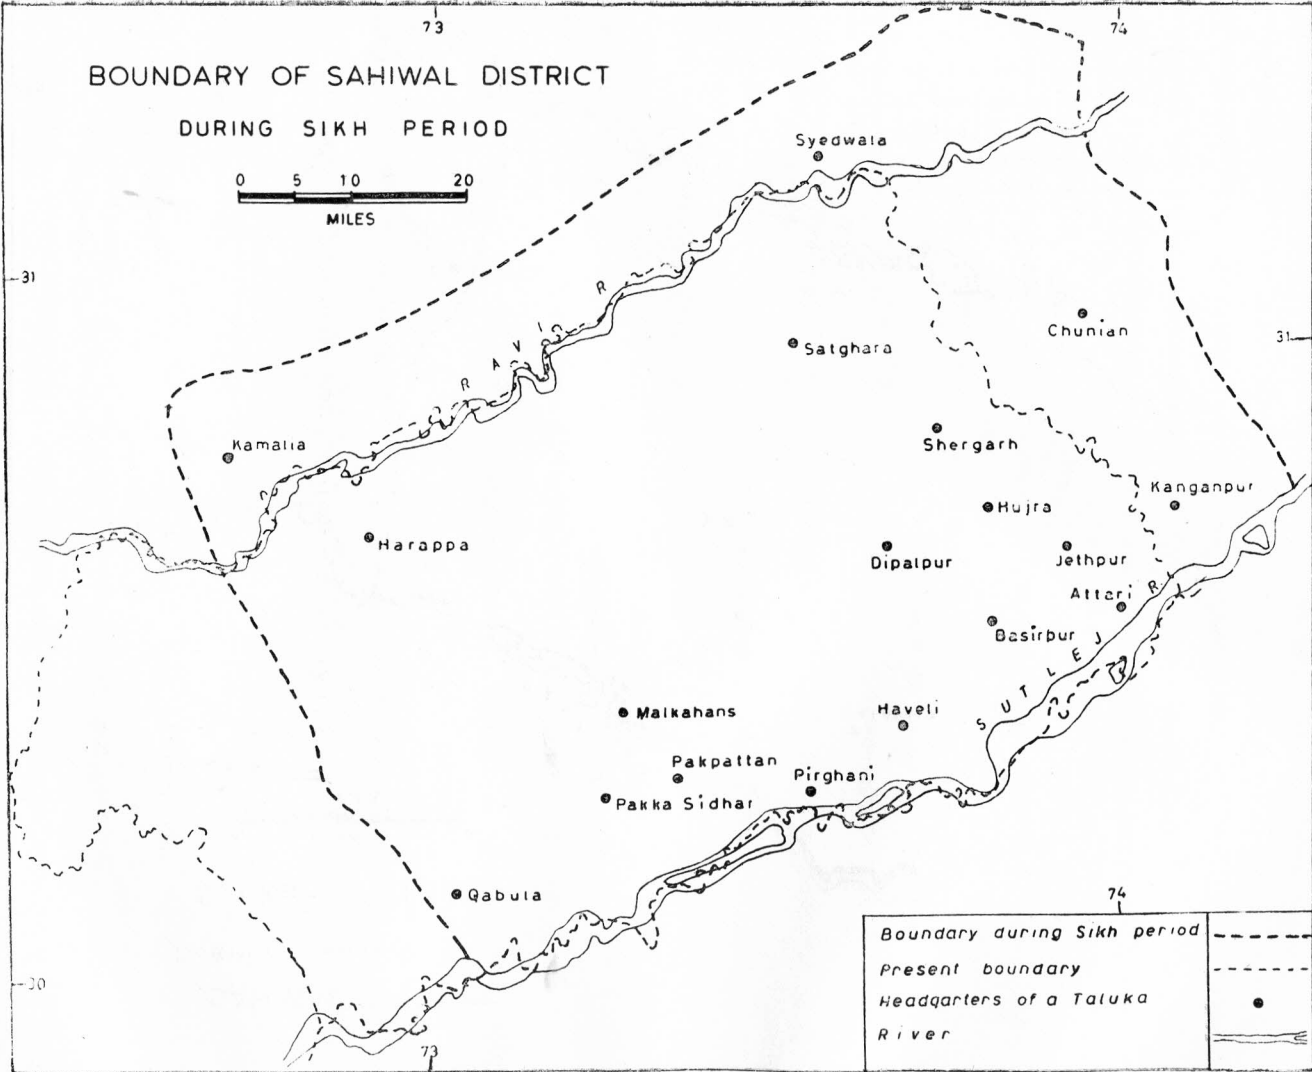 73
74
BOUNDARY OF SAHIWAL DISTRICT
DURING SIKH PERIOD
0 5 10 20
MILES
Syedwala
31
RAVI R
Chunian
31
Satghara
Kamalia
Shergarh
Kanganpur
Hujra
Harappa
Dipalpur
Jethpur
Attari
Basirpur
SUTLEJ R
Malkahans
Haveli
Pakpattan
Pirghani
Pakka Sidhar
Qabula
74
Boundary during Sikh period
Present boundary
Headqarters of a Taluka
River
30
73